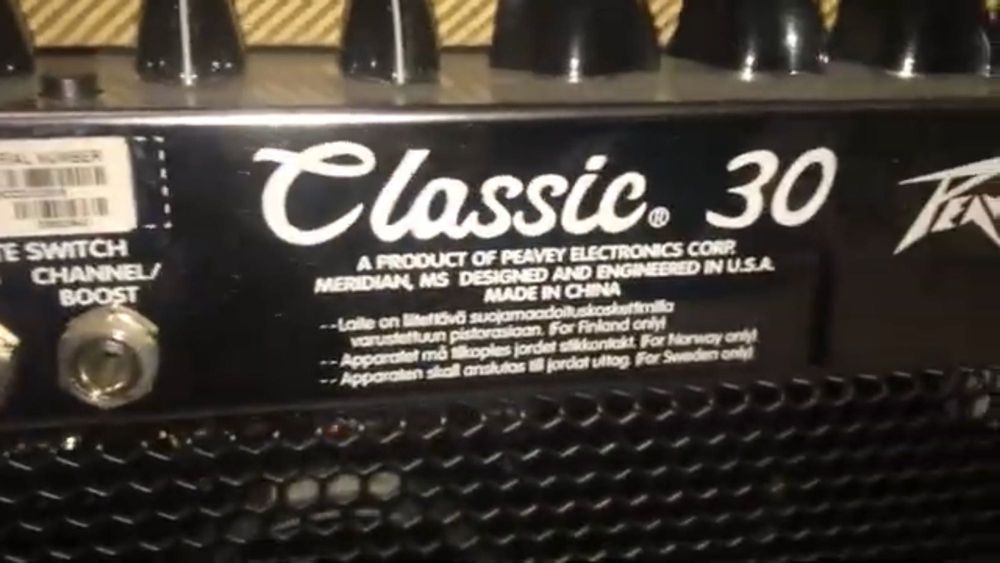 SERIAL NUMBER
TE SWITCH
CHANNEL/
BOOST
Classic® 30
PEAV
A PRODUCT OF PEAVEY ELECTRONICS CORP.
MERIDIAN, MS DESIGNED AND ENGINEERED IN U.S.A.
MADE IN CHINA
--Laite on liitettävä suojamaadoituskoskettimilla
varustettuun pistorasiaan. (For Finland only)
--Apparatet må tilkoples jordet stikkontakt. (For Norway only)
--Apparaten skall anslutas till jordat uttag. (For Sweden only)